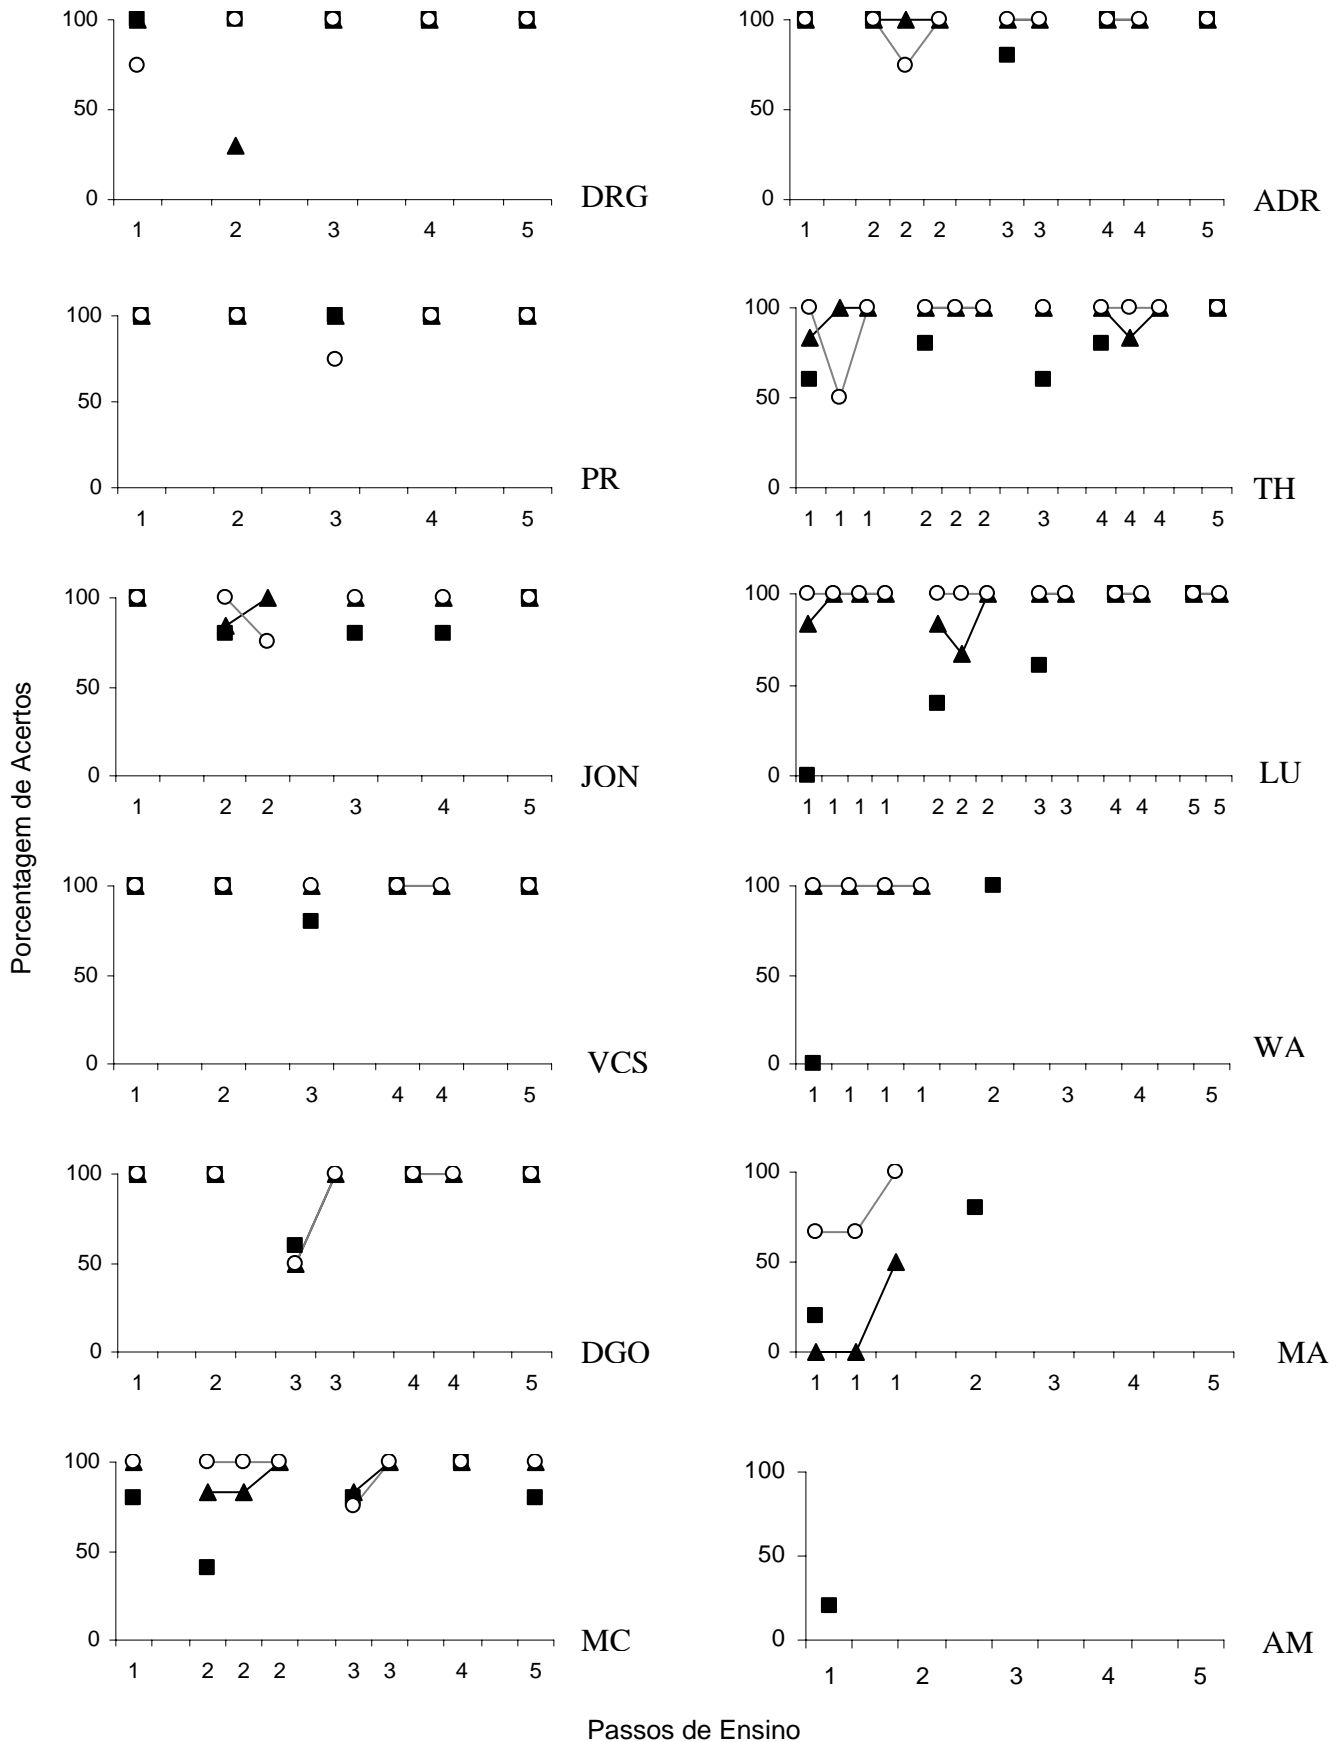 100
50
0
DRG
1 2 3 4 5
100
50
0
ADR
1 2 2 2 3 3 4 4 5
100
50
0
PR
1 2 3 4 5
100
50
0
TH
1 1 1 2 2 2 3 4 4 4 5
100
50
0
JON
1 2 2 3 4 5
100
50
0
LU
1 1 1 1 2 2 2 3 3 4 4 5 5
Porcentagem de Acertos
100
50
0
VCS
1 2 3 4 4 5
100
50
0
WA
1 1 1 1 2 3 4 5
100
50
0
DGO
1 2 3 3 4 4 5
100
50
0
MA
1 1 1 2 3 4 5
100
50
0
MC
1 2 2 2 3 3 4 5
100
50
0
AM
1 2 3 4 5
Passos de Ensino